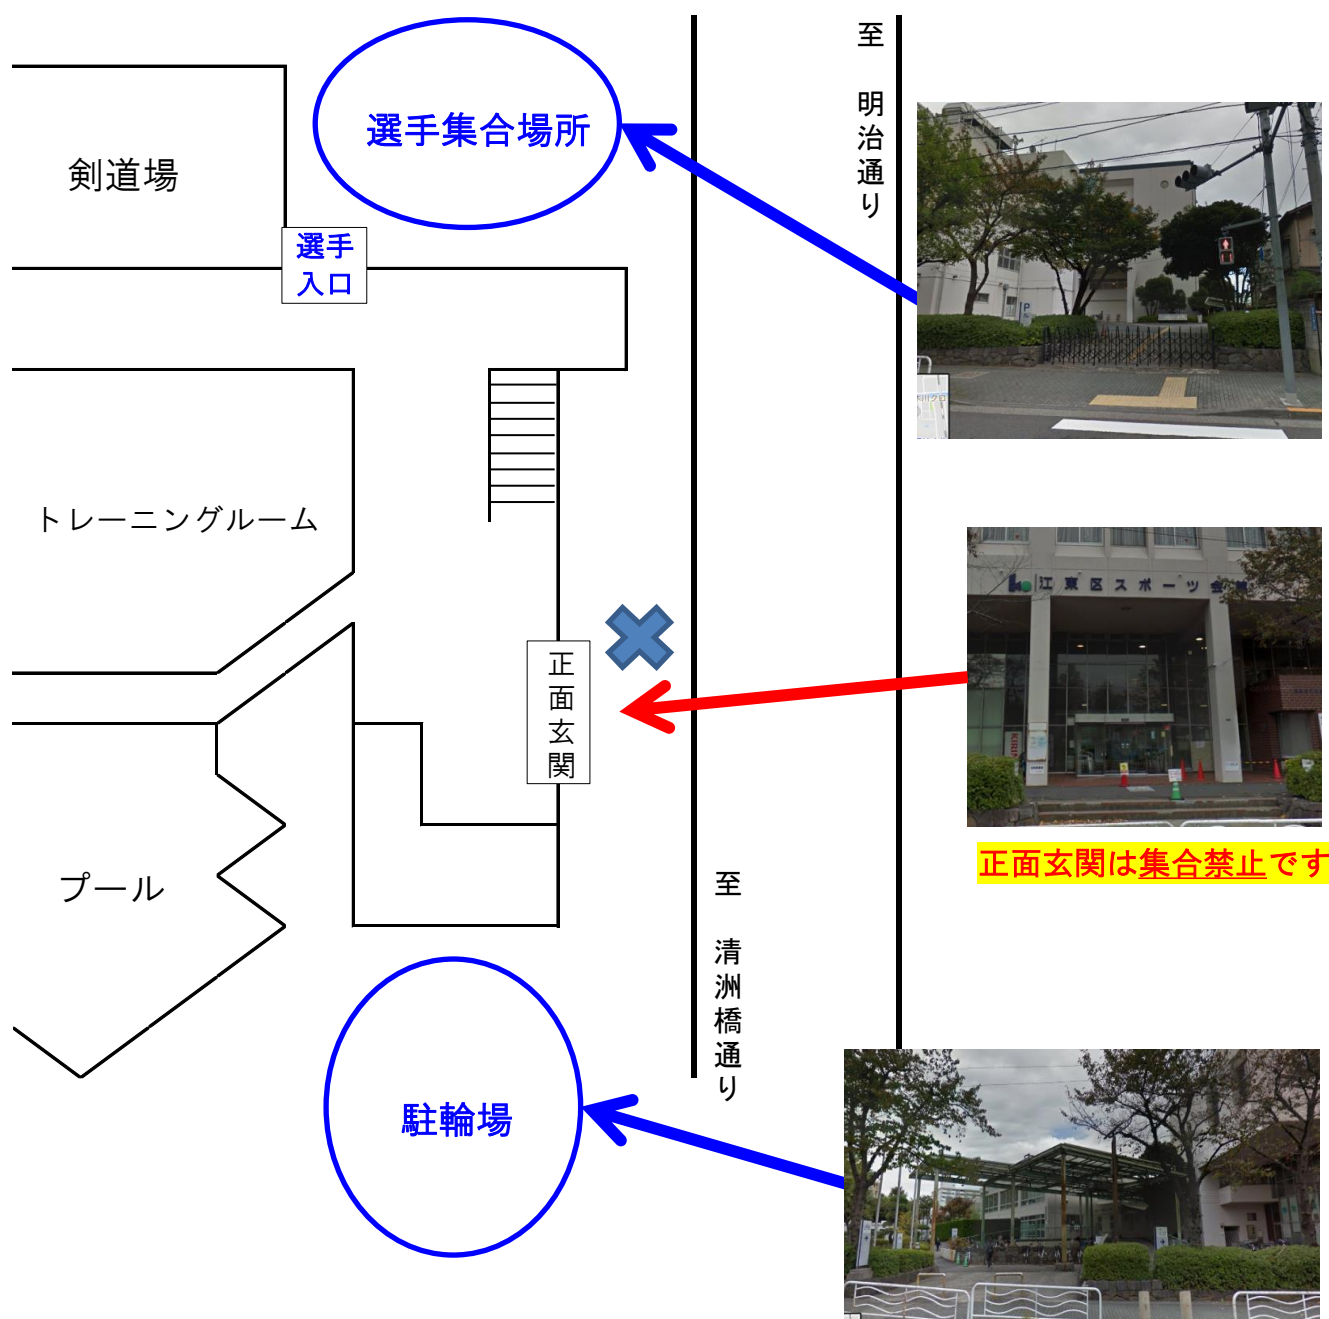 選手集合場所
至 明治通り
剣道場
選手
入口
P
トレーニングルーム
江東区スポーツ会
正面玄関
KIRIN
正面玄関は集合禁止です
プール
至 清洲橋通り
駐輪場